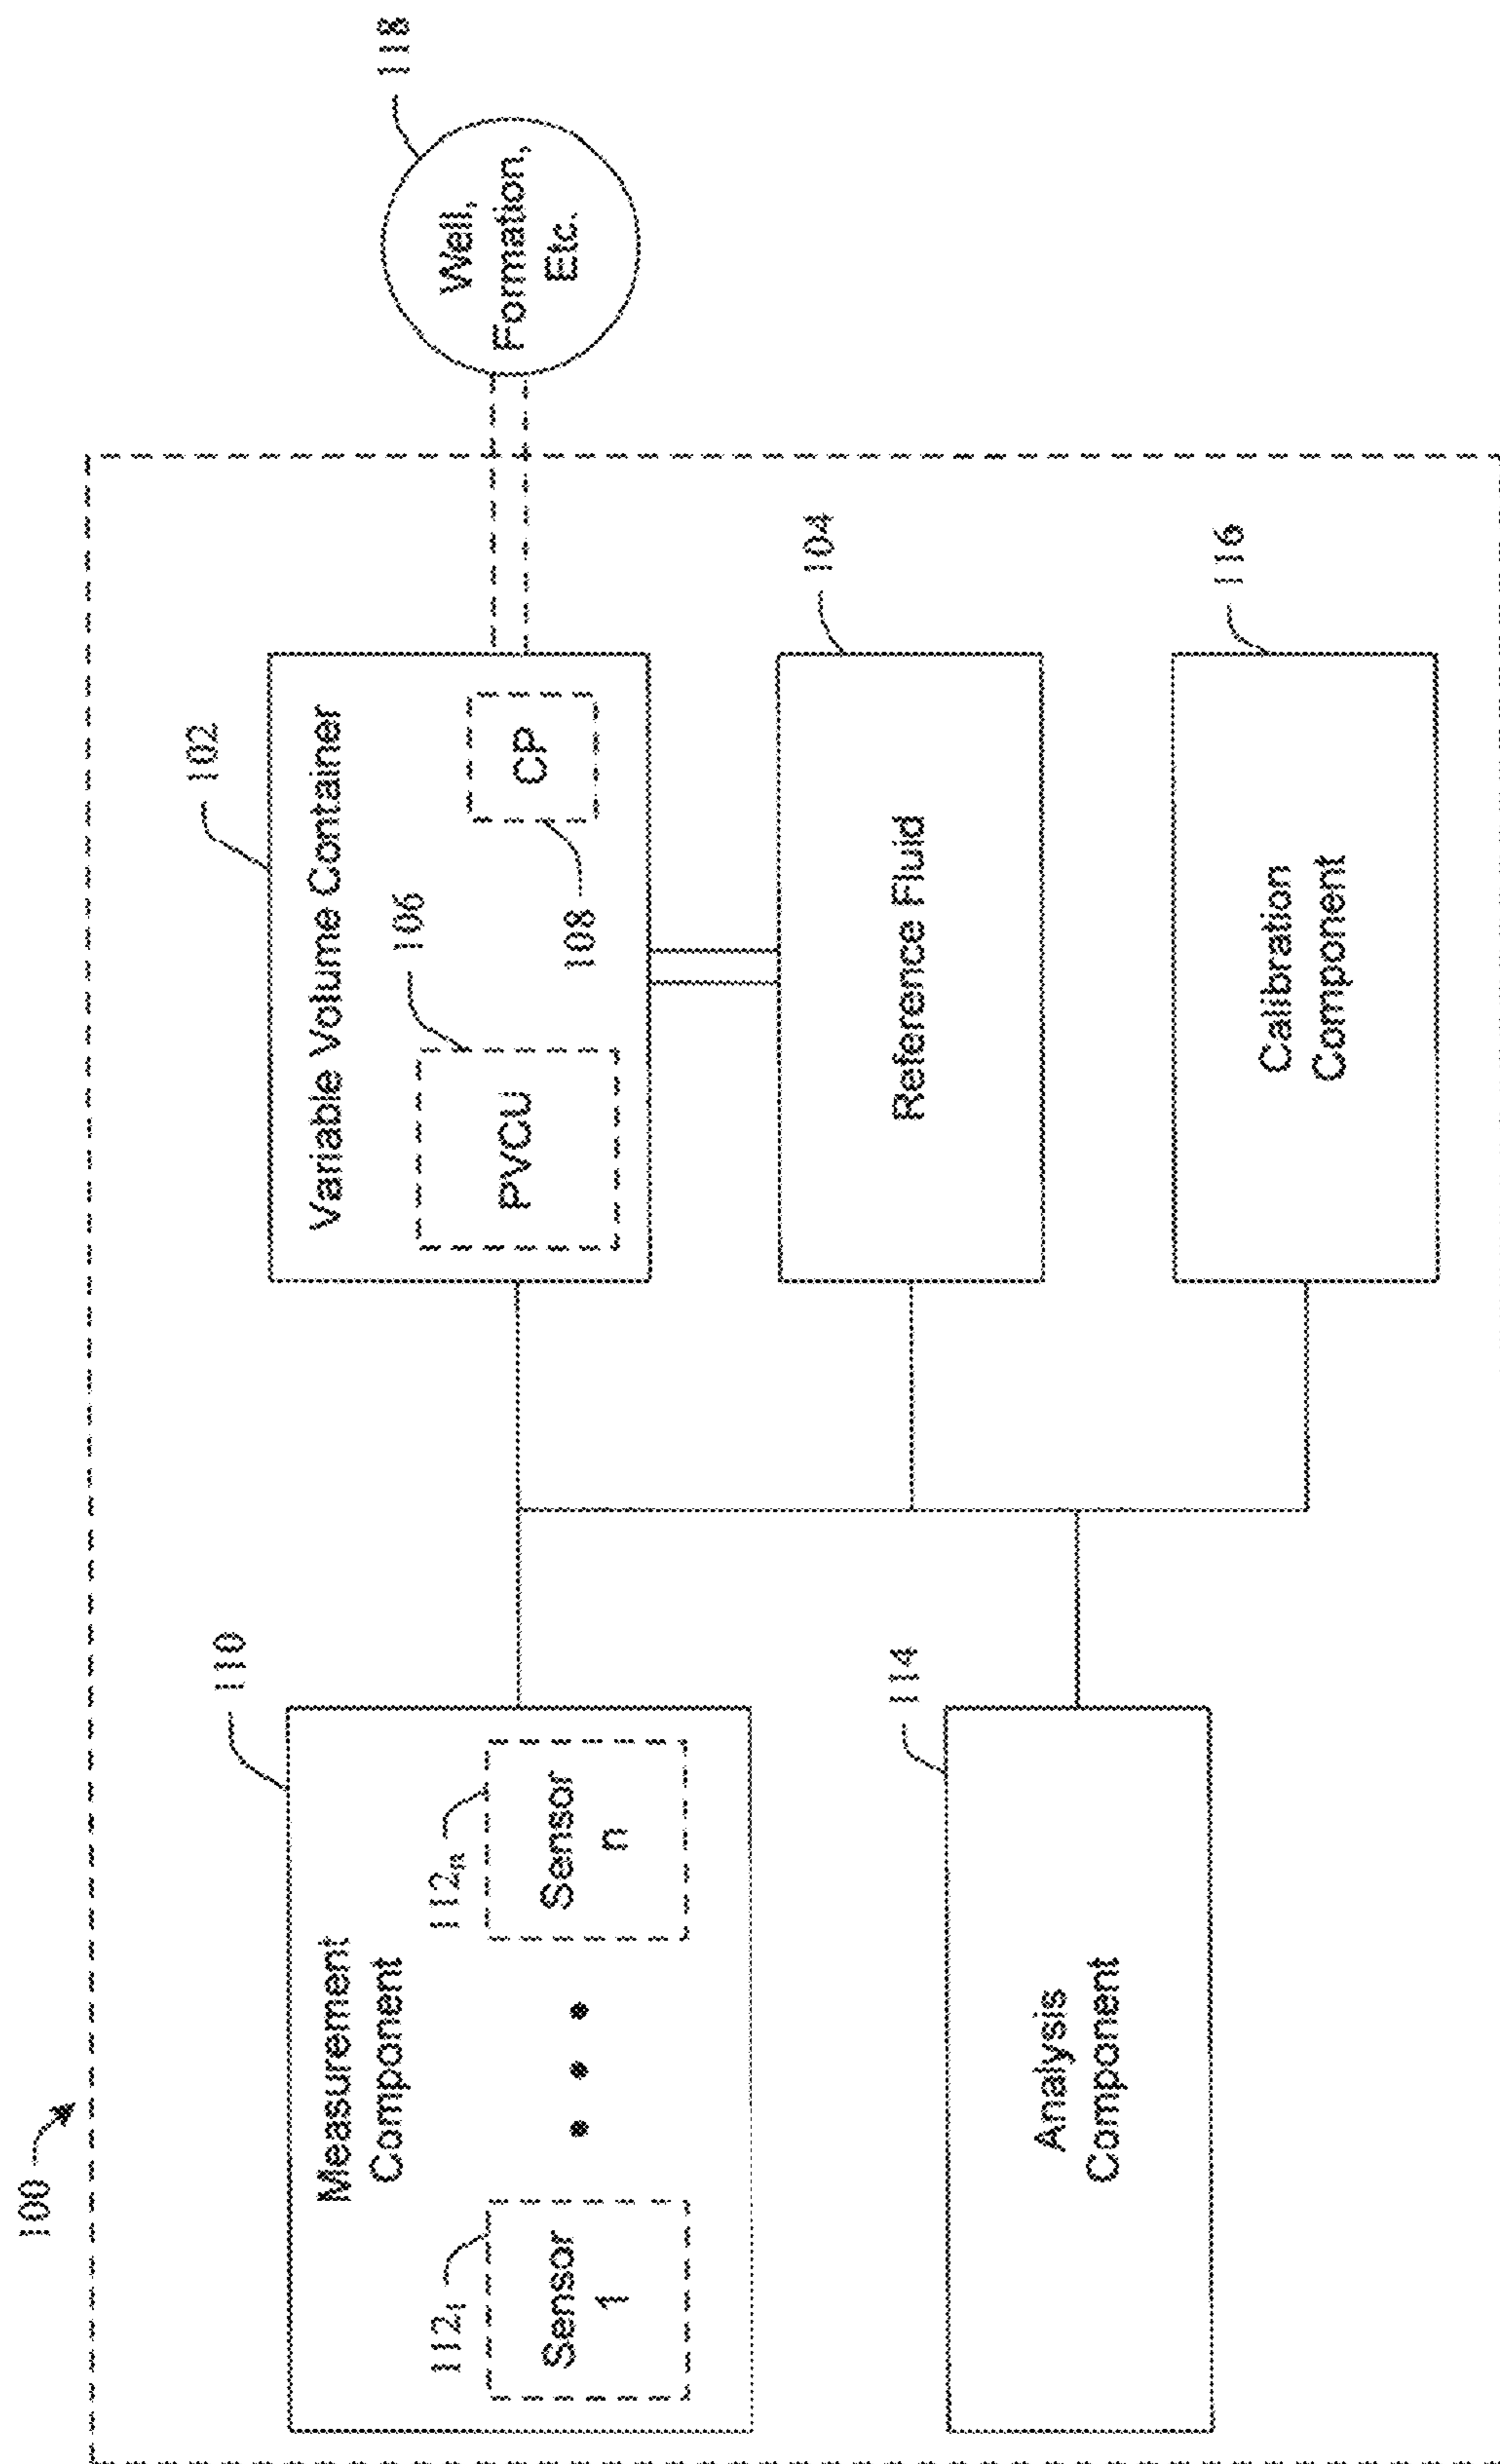 100
110
Measurement
Component
112₁
Sensor
1
112ₙ
Sensor
n
114
Analysis
Component
102
Variable Volume Container
106
PVCU
108
CP
104
Reference Fluid
116
Calibration
Component
118
Well,
Formation,
Etc.